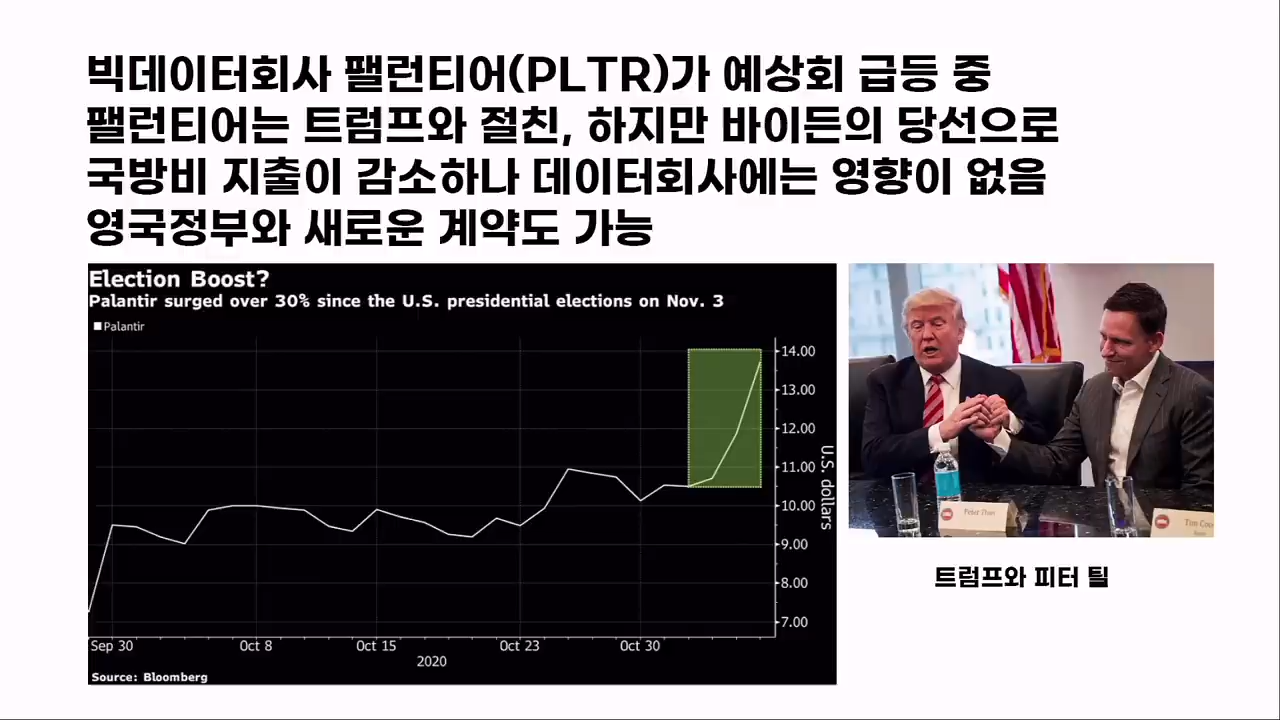 빅데이터회사 팰런티어(PLTR)가 예상회 급등 중
팰런티어는 트럼프와 절친, 하지만 바이든의 당선으로
국방비 지출이 감소하나 데이터회사에는 영향이 없음
영국정부와 새로운 계약도 가능
Election Boost?
Palantir surged over 30% since the U.S. presidential elections on Nov. 3
Palantir
14.00
13.00
12.00
11.00
10.00
9.00
8.00
7.00
U.S. dollars
Sep 30
Oct 8
Oct 15
Oct 23
Oct 30
2020
Source: Bloomberg
Peter Thiel
Tim
트럼프와 피터 틸